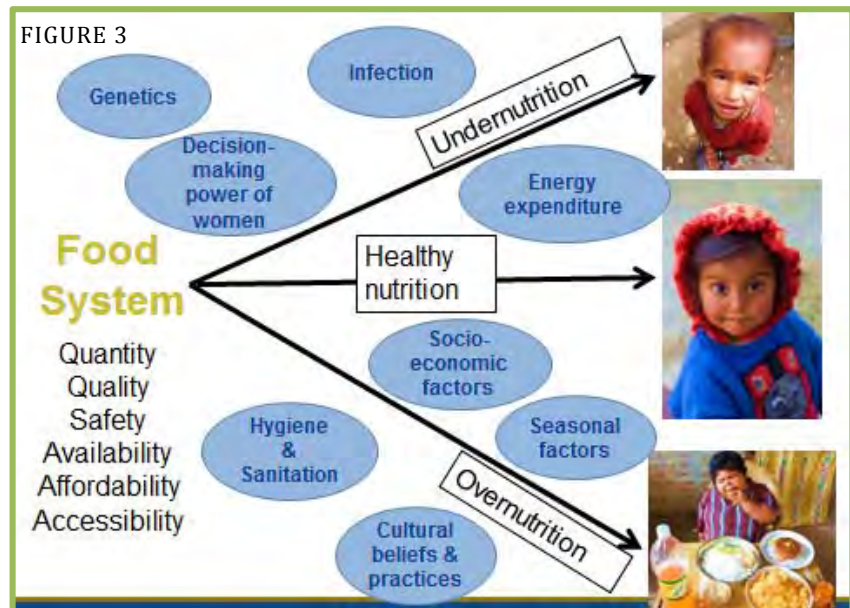 FIGURE 3
Genetics
Infection
Decision-
making
power of
women
Undernutrition
Energy
expenditure
Food
System
Healthy
nutrition
Quantity
Quality
Safety
Availability
Affordability
Accessibility
Socio-
economic
factors
Hygiene
&
Sanitation
Seasonal
factors
Overnutrition
Cultural
beliefs &
practices